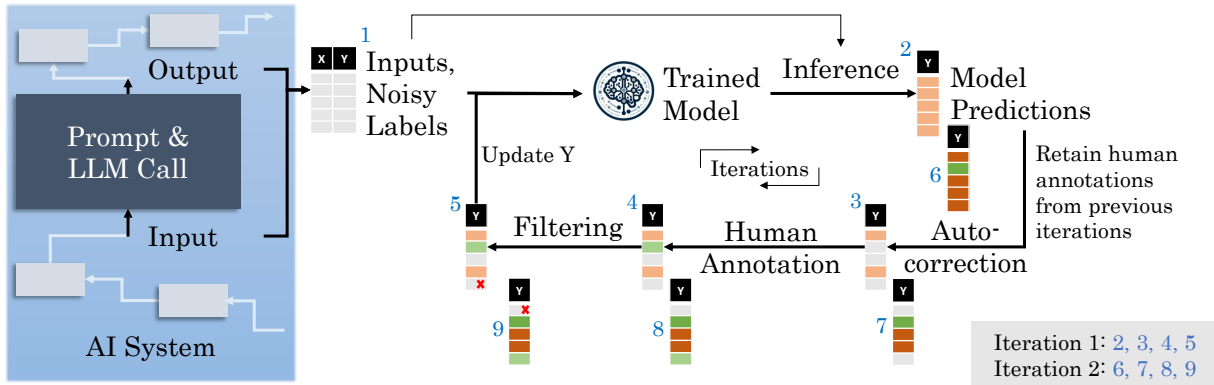 Output
Prompt &
LLM Call
Input
AI System
1
X Y
Inputs,
Noisy
Labels
Trained
Model
Inference
2
Y
Model
Predictions
Y
6
Retain human
annotations
from previous
iterations
Update Y
Iterations
5
Y
Filtering
4
Y
Human
Annotation
3
Y
Auto-
correction
Y
9
Y
8
Y
7
Iteration 1: 2, 3, 4, 5
Iteration 2: 6, 7, 8, 9